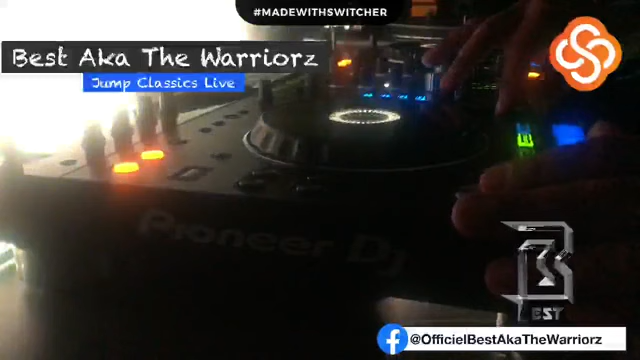 #MADEWITHSWITCHER
Best Aka The Warriorz
Jump Classics Live
Pioneer Dj
BEST
@OfficielBestAkaTheWarriorz